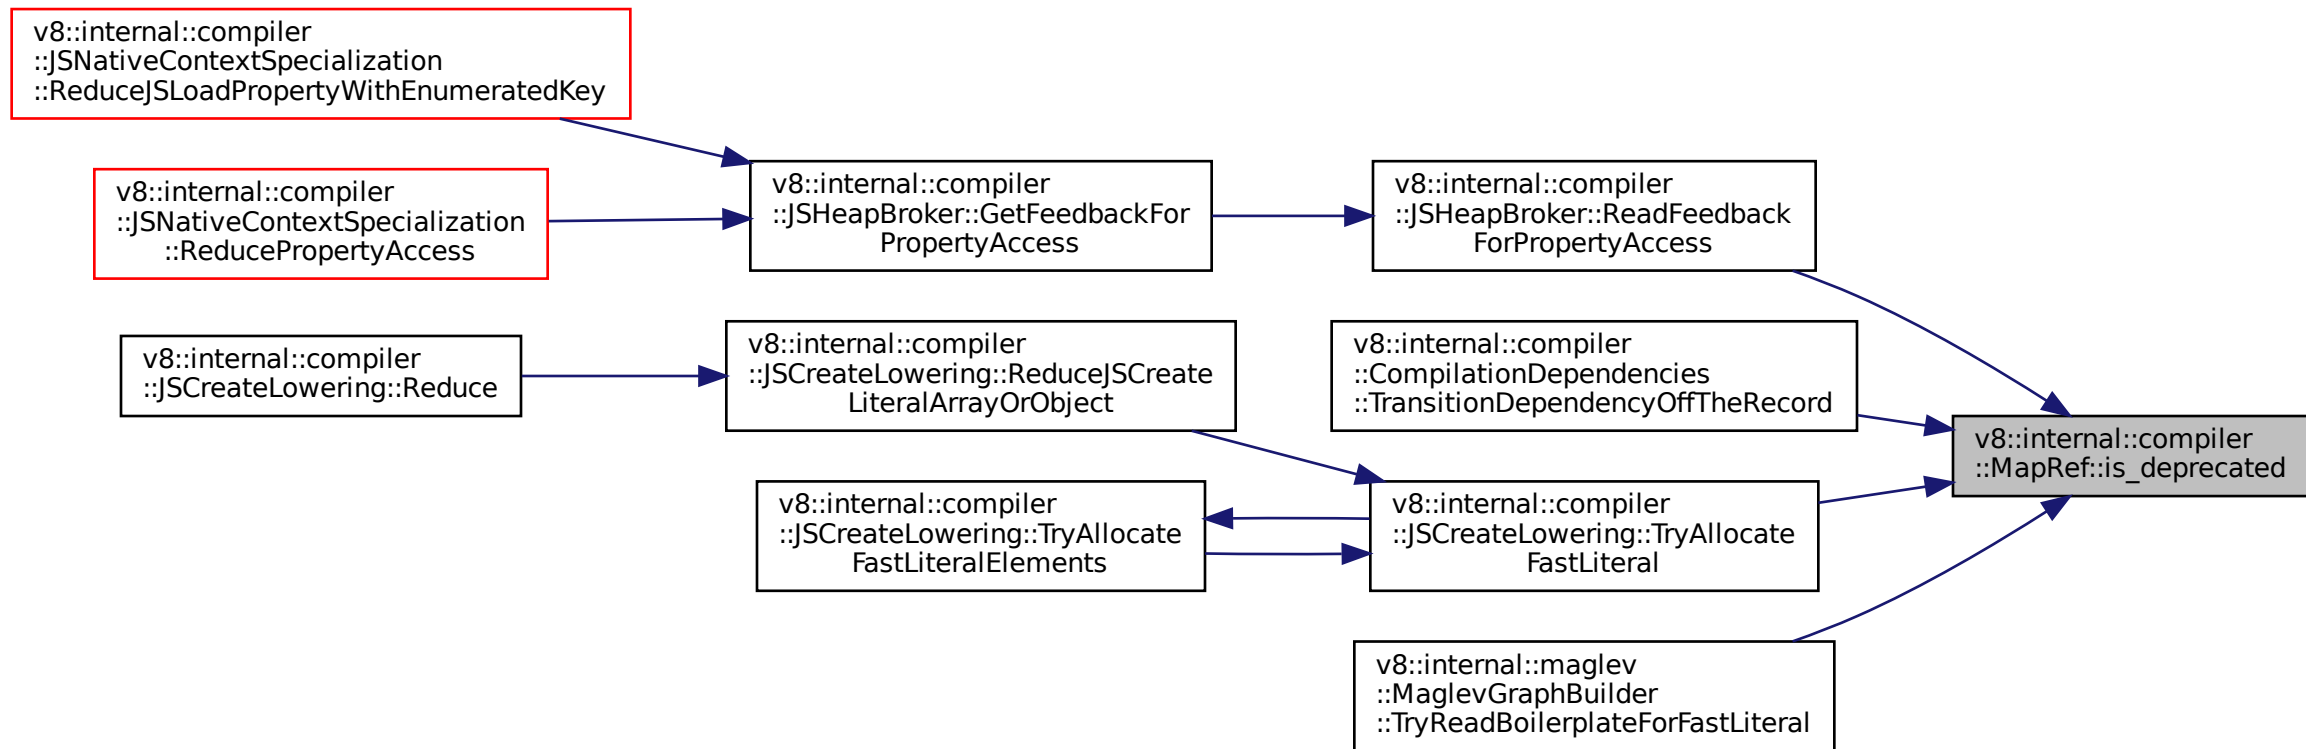 v8::internal::compiler
::JSNativeContextSpecialization
::ReduceJSLoadPropertyWithEnumeratedKey
v8::internal::compiler
::JSNativeContextSpecialization
::ReducePropertyAccess
v8::internal::compiler
::JSHeapBroker::GetFeedbackFor
PropertyAccess
v8::internal::compiler
::JSHeapBroker::ReadFeedback
ForPropertyAccess
v8::internal::compiler
::JSCreateLowering::Reduce
v8::internal::compiler
::JSCreateLowering::ReduceJSCreate
LiteralArrayOrObject
v8::internal::compiler
::CompilationDependencies
::TransitionDependencyOffTheRecord
v8::internal::compiler
::MapRef::is_deprecated
v8::internal::compiler
::JSCreateLowering::TryAllocate
FastLiteralElements
v8::internal::compiler
::JSCreateLowering::TryAllocate
FastLiteral
v8::internal::maglev
::MaglevGraphBuilder
::TryReadBoilerplateForFastLiteral